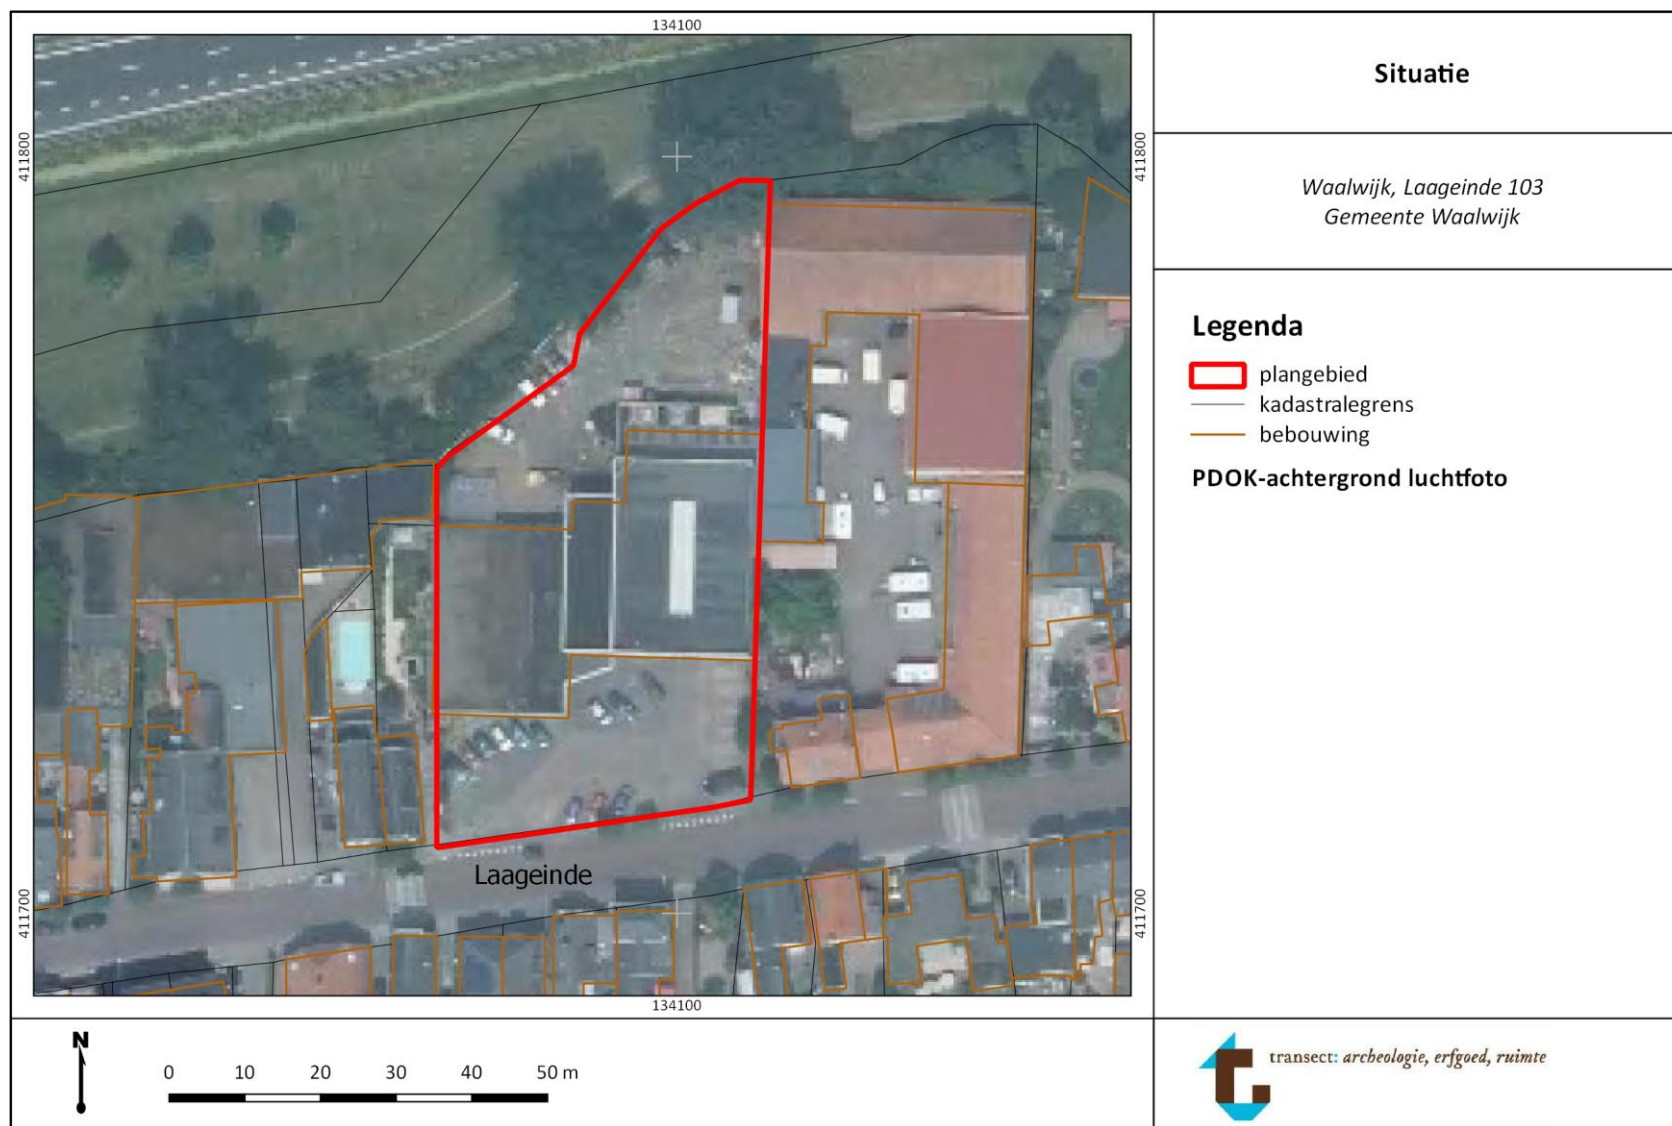 134100
411800
411800
411700
411700
Laageinde
134100
Situatie
Waalwijk, Laageinde 103
Gemeente Waalwijk
Legenda
plangebied
kadastralegrens
bebouwing
PDOK-achtergrond luchtfoto
N
0 10 20 30 40 50 m
transect: archeologie, erfgoed, ruimte